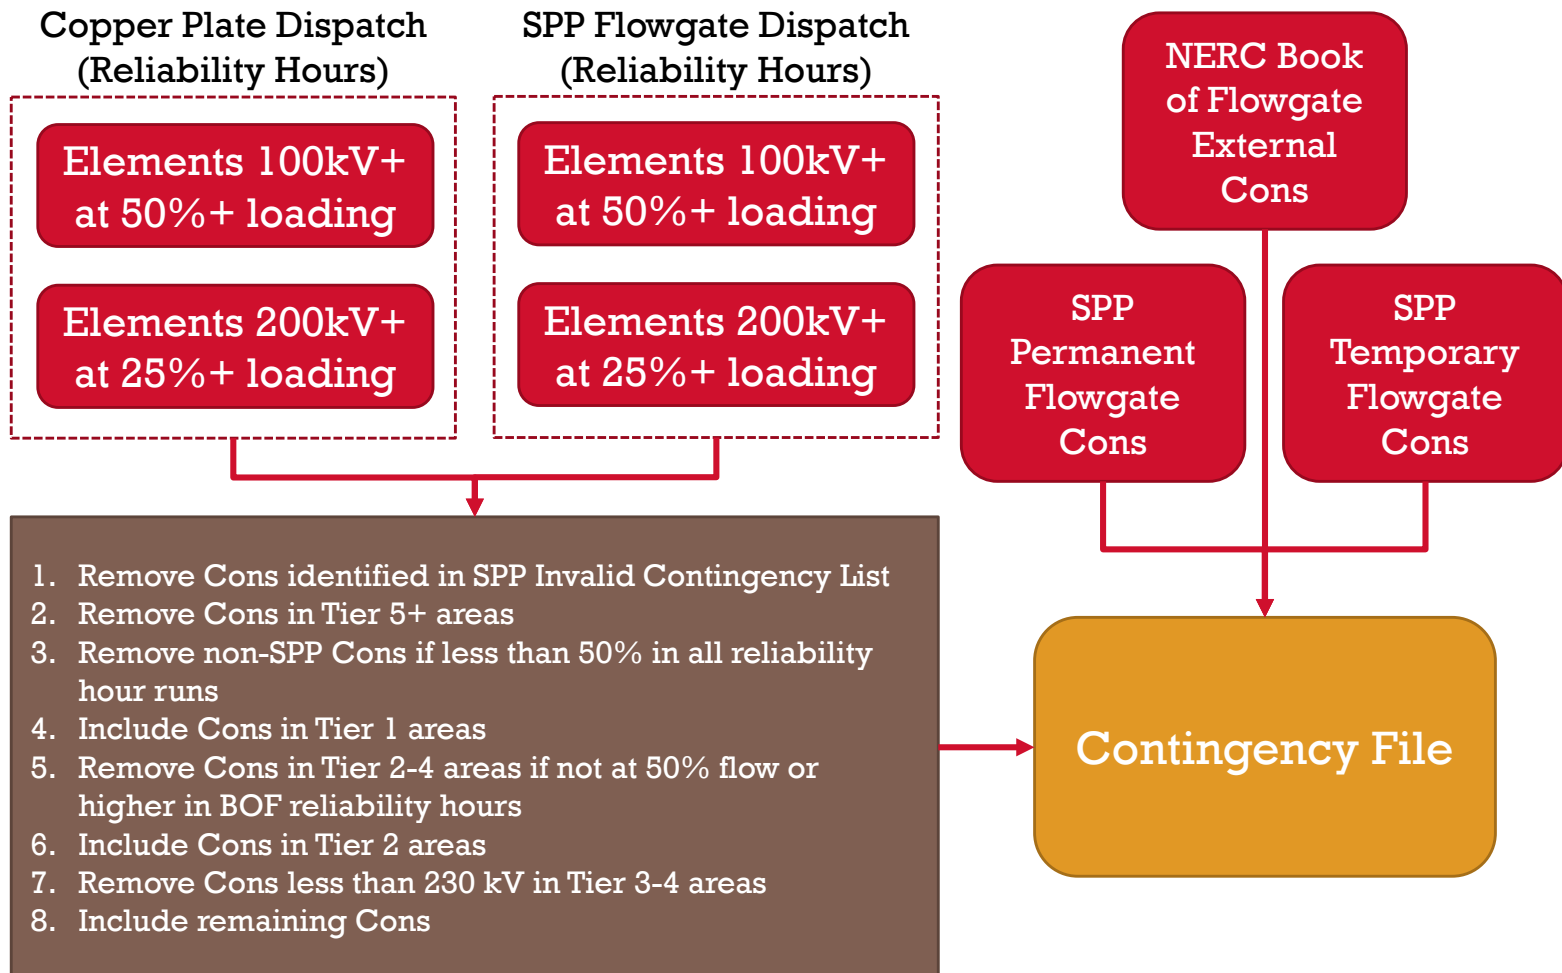 Copper Plate Dispatch
(Reliability Hours)
Elements 100kV+
at 50%+ loading
Elements 200kV+
at 25%+ loading
SPP Flowgate Dispatch
(Reliability Hours)
Elements 100kV+
at 50%+ loading
Elements 200kV+
at 25%+ loading
NERC Book
of Flowgate
External
Cons
SPP
Permanent
Flowgate
Cons
SPP
Temporary
Flowgate
Cons
1. Remove Cons identified in SPP Invalid Contingency List
2. Remove Cons in Tier 5+ areas
3. Remove non-SPP Cons if less than 50% in all reliability
hour runs
4. Include Cons in Tier 1 areas
5. Remove Cons in Tier 2-4 areas if not at 50% flow or
higher in BOF reliability hours
6. Include Cons in Tier 2 areas
7. Remove Cons less than 230 kV in Tier 3-4 areas
8. Include remaining Cons
Contingency File